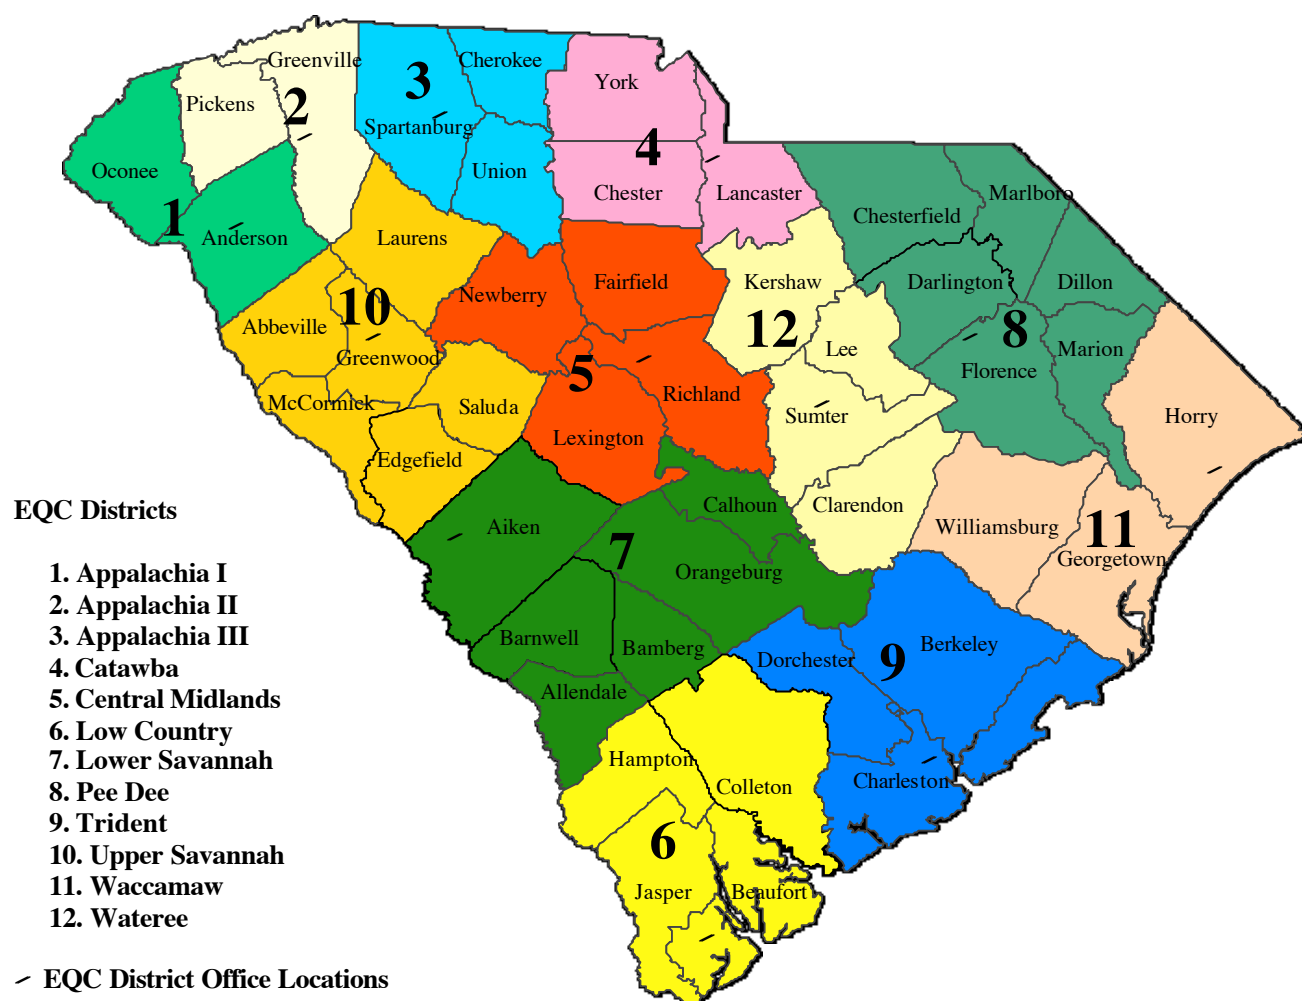 Greenville
Cherokee
3
York
Pickens
2
Spartanburg
4
Oconee
Union
Chester
Lancaster
Marlboro
1
Anderson
Laurens
Chesterfield
Newberry
Fairfield
Kershaw
Darlington
Dillon
10
Abbeville
12
8
Greenwood
Lee
Marion
5
Florence
McCormick
Saluda
Richland
Sumter
Horry
Lexington
Edgefield
EQC Districts
Aiken
Calhoun
Clarendon
Williamsburg
11
7
Georgetown
Orangeburg
1. Appalachia I
2. Appalachia II
3. Appalachia III
4. Catawba
5. Central Midlands
6. Low Country
7. Lower Savannah
8. Pee Dee
9. Trident
10. Upper Savannah
11. Waccamaw
12. Wateree
Barnwell
Bamberg
Dorchester
9
Berkeley
Allendale
Hampton
Colleton
Charleston
6
Jasper
Beaufort
EQC District Office Locations